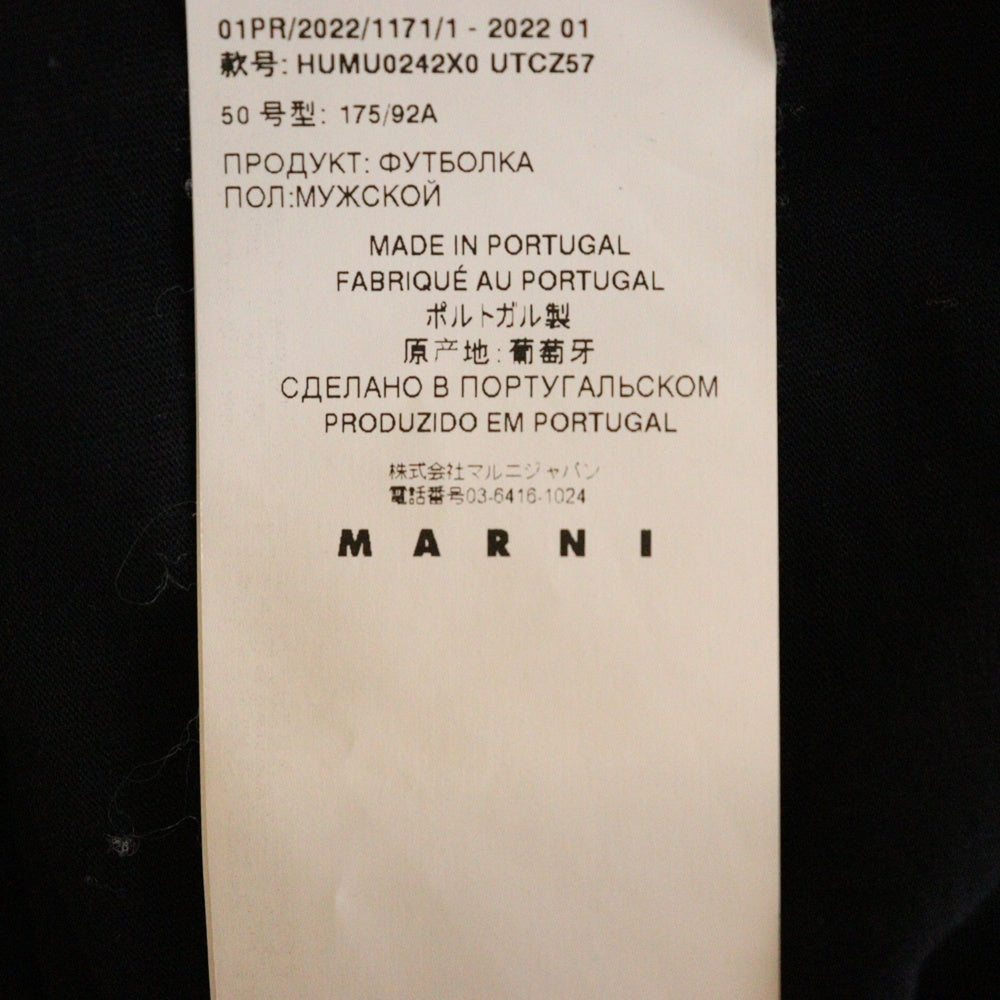 01PR/2022/1171/1 - 2022 01
款号: HUMU0242X0 UTCZ57
50 号型: 175/92A
ПРОДУКТ: ФУТБОЛКА
ПОЛ:МУЖСКОЙ
MADE IN PORTUGAL
FABRIQUÉ AU PORTUGAL
ポルトガル製
原产地: 葡萄牙
СДЕЛАНО В ПОРТУГАЛЬСКОМ
PRODUZIDO EM PORTUGAL
株式会社マルニジャパン
電話番号03-6416-1024
MARNI